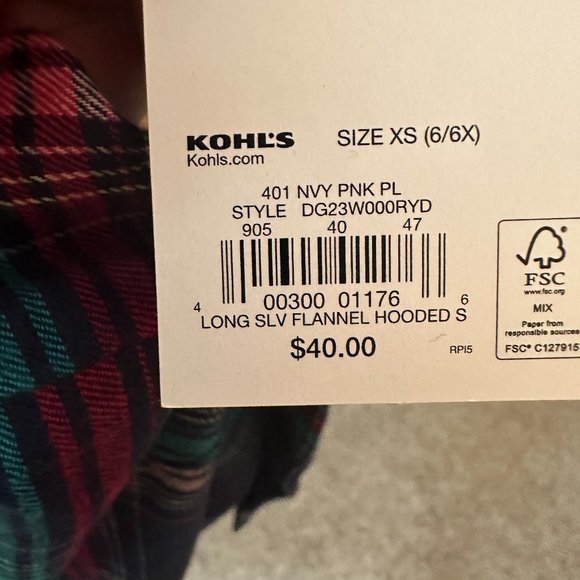 KOHL'S SIZE XS (6/6X)
Kohls.com
401 NVY PNK PL
STYLE DG23W000RYD
905 40 47
4 00300 01176 6
LONG SLV FLANNEL HOODED S
$40.00 RPI5
FSC
www.fsc.org
MIX
Paper from
responsible sources
FSC® C127915